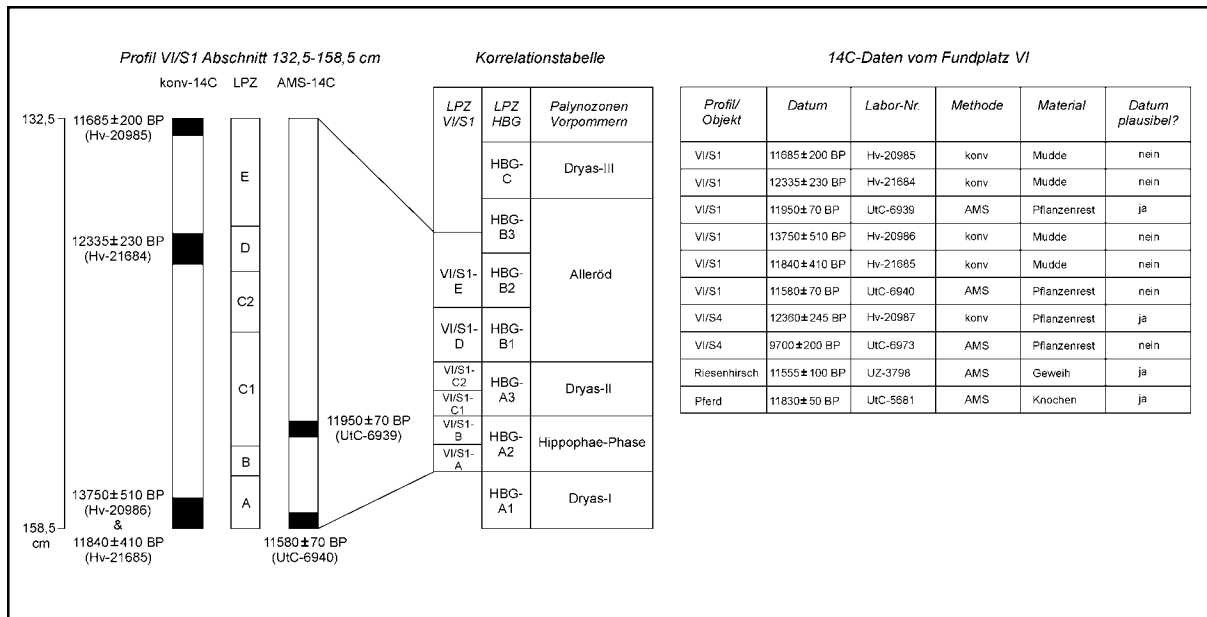 Profil VI/S1 Abschnitt 132,5-158,5 cm
konv-14C LPZ AMS-14C
132,5
11685±200 BP
(Hv-20985)
12335±230 BP
(Hv-21684)
13750±510 BP
(Hv-20986)
&
11840±410 BP
(Hv-21685)
158,5
cm
E
D
C2
C1
B
A
11950±70 BP
(UtC-6939)
11580±70 BP
(UtC-6940)
Korrelationstabelle
LPZ
VI/S1
LPZ
HBG
Palynozonen
Vorpommern
VI/S1-
E
VI/S1-
D
VI/S1-
C2
VI/S1-
C1
VI/S1-
B
VI/S1-
A
HBG-
C
HBG-
B3
HBG-
B2
HBG-
B1
HBG-
A3
HBG-
A2
HBG-
A1
Dryas-III
Alleröd
Dryas-II
Hippophae-Phase
Dryas-I
14C-Daten vom Fundplatz VI
Profil/
Objekt
Datum
Labor-Nr.
Methode
Material
Datum
plausibel?
VI/S1 11685±200 BP Hv-20985 konv Mudde nein
VI/S1 12335±230 BP Hv-21684 konv Mudde nein
VI/S1 11950±70 BP UtC-6939 AMS Pflanzenrest ja
VI/S1 13750±510 BP Hv-20986 konv Mudde nein
VI/S1 11840±410 BP Hv-21685 konv Mudde nein
VI/S1 11580±70 BP UtC-6940 AMS Pflanzenrest nein
VI/S4 12360±245 BP Hv-20987 konv Pflanzenrest ja
VI/S4 9700±200 BP UtC-6973 AMS Pflanzenrest nein
Riesenhirsch 11555±100 BP UZ-3798 AMS Geweih ja
Pferd 11830±50 BP UtC-5681 AMS Knochen ja